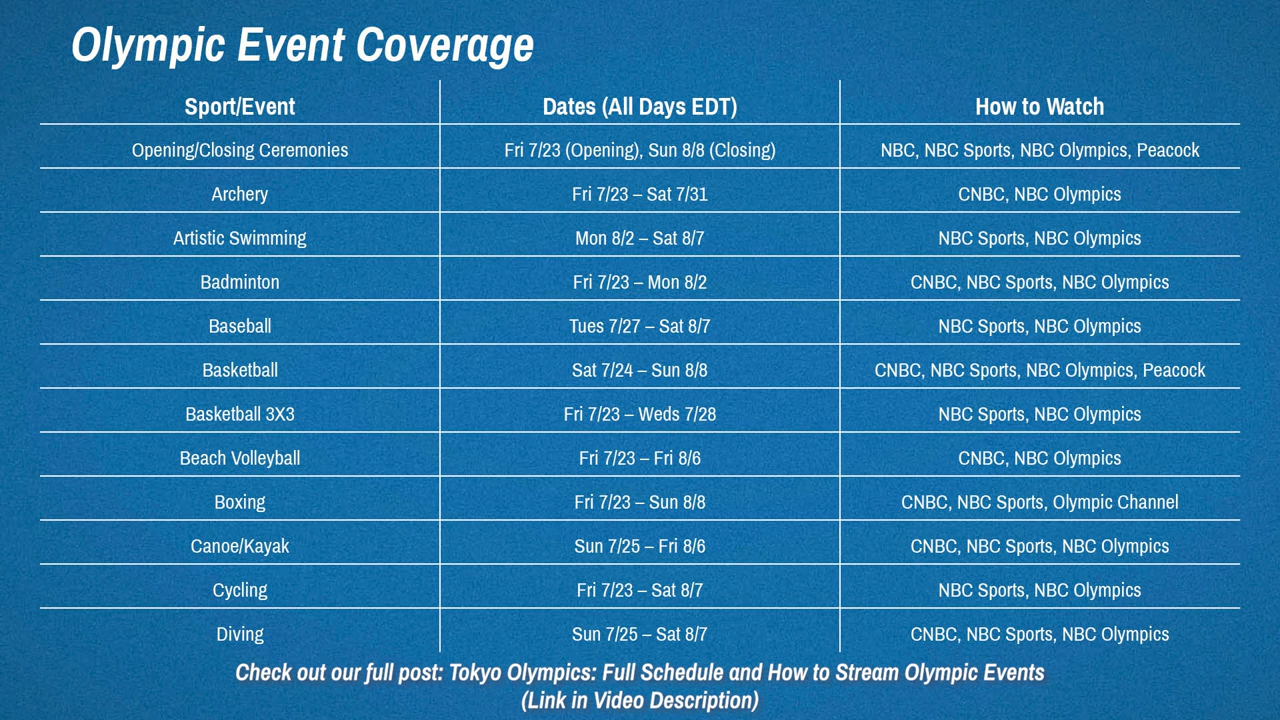 Olympic Event Coverage
Sport/Event Dates (All Days EDT) How to Watch
Opening/Closing Ceremonies Fri 7/23 (Opening), Sun 8/8 (Closing) NBC, NBC Sports, NBC Olympics, Peacock
Archery Fri 7/23 – Sat 7/31 CNBC, NBC Olympics
Artistic Swimming Mon 8/2 – Sat 8/7 NBC Sports, NBC Olympics
Badminton Fri 7/23 – Mon 8/2 CNBC, NBC Sports, NBC Olympics
Baseball Tues 7/27 – Sat 8/7 NBC Sports, NBC Olympics
Basketball Sat 7/24 – Sun 8/8 CNBC, NBC Sports, NBC Olympics, Peacock
Basketball 3X3 Fri 7/23 – Weds 7/28 NBC Sports, NBC Olympics
Beach Volleyball Fri 7/23 – Fri 8/6 CNBC, NBC Olympics
Boxing Fri 7/23 – Sun 8/8 CNBC, NBC Sports, Olympic Channel
Canoe/Kayak Sun 7/25 – Fri 8/6 CNBC, NBC Sports, NBC Olympics
Cycling Fri 7/23 – Sat 8/7 NBC Sports, NBC Olympics
Diving Sun 7/25 – Sat 8/7 CNBC, NBC Sports, NBC Olympics
Check out our full post: Tokyo Olympics: Full Schedule and How to Stream Olympic Events
(Link in Video Description)